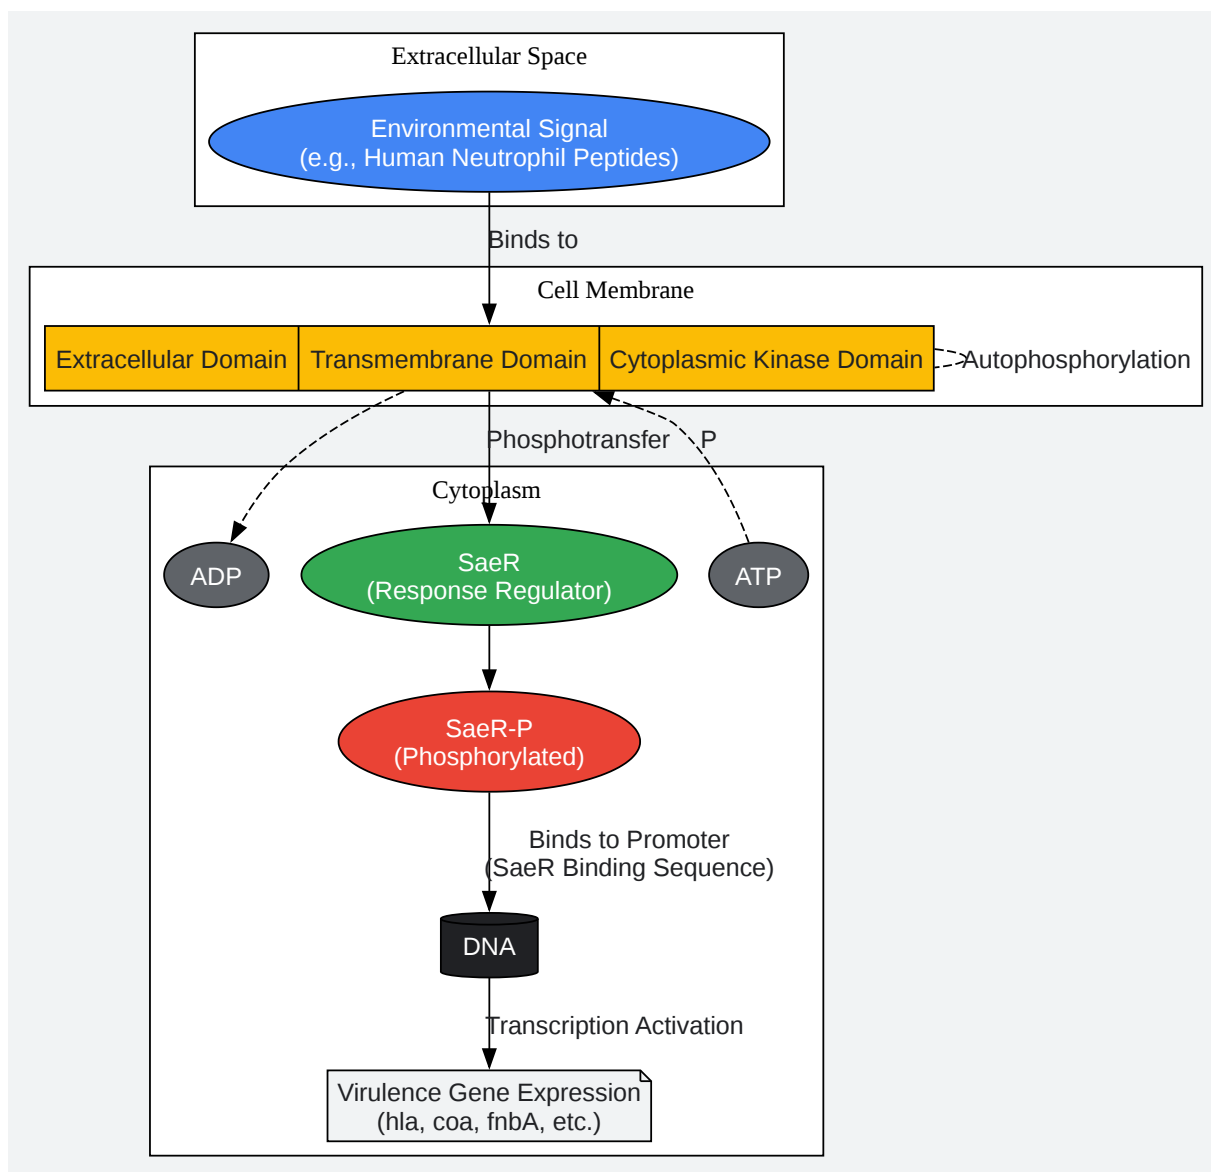 Extracellular Space
Environmental Signal
(e.g., Human Neutrophil Peptides)
Binds to
Cell Membrane
Extracellular Domain
Transmembrane Domain
Cytoplasmic Kinase Domain
Autophosphorylation
Phosphotransfer
P
Cytoplasm
ADP
SaeR
(Response Regulator)
ATP
SaeR-P
(Phosphorylated)
Binds to Promoter
(SaeR Binding Sequence)
DNA
Transcription Activation
Virulence Gene Expression
(hla, coa, fnbA, etc.)